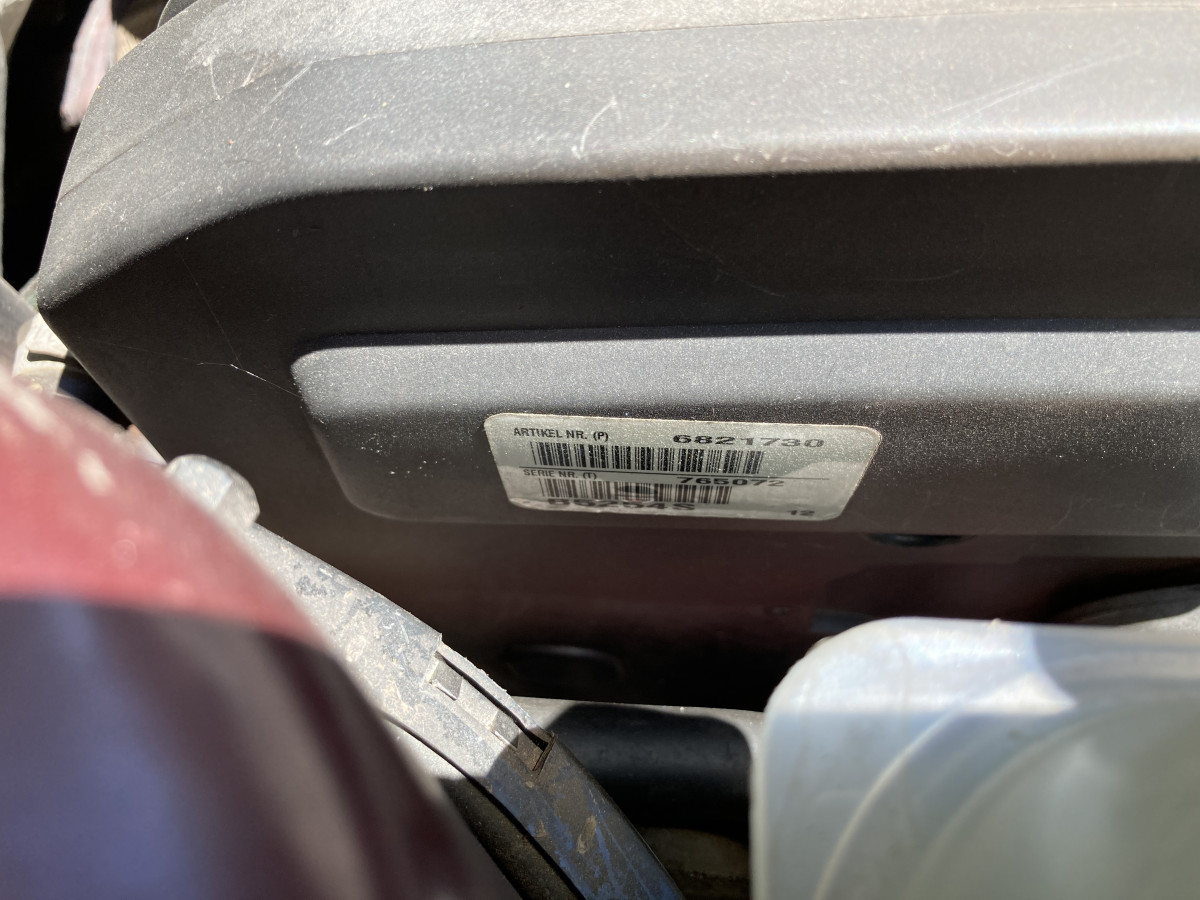 ARTIKEL NR. (P) 6821730
SERIE NR. (T) 765072
12